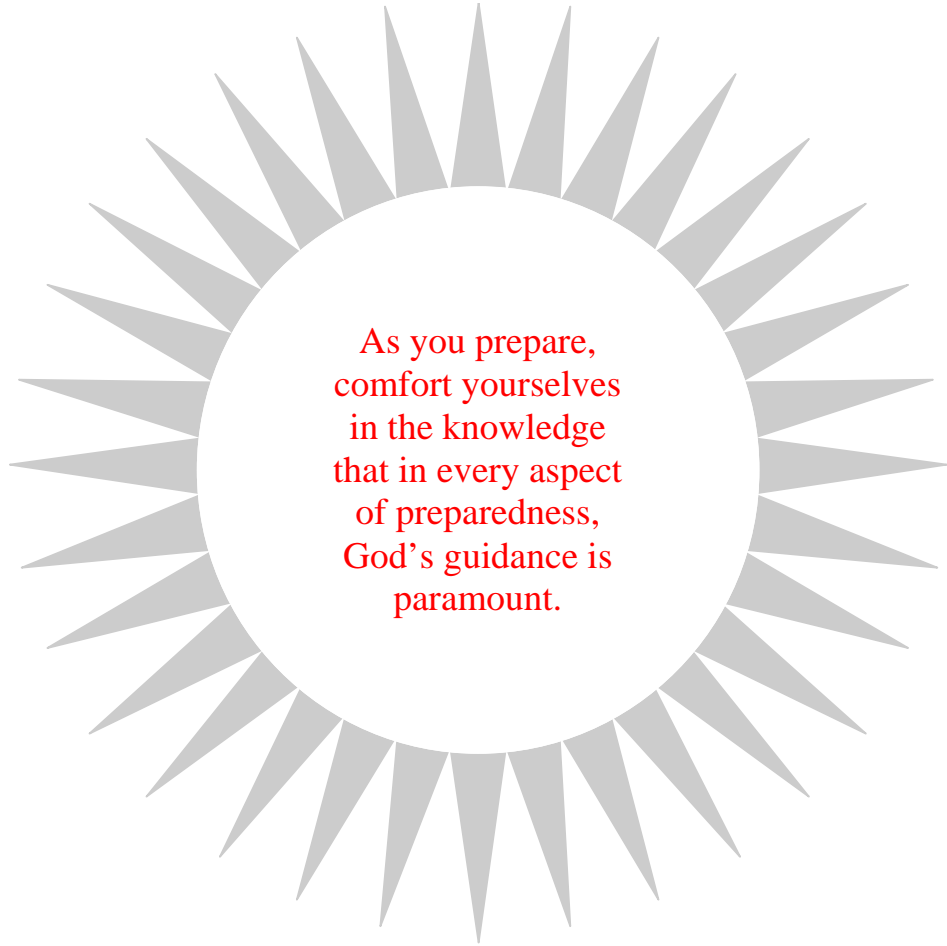 As you prepare,
comfort yourselves
in the knowledge
that in every aspect
of preparedness,
God’s guidance is
paramount.